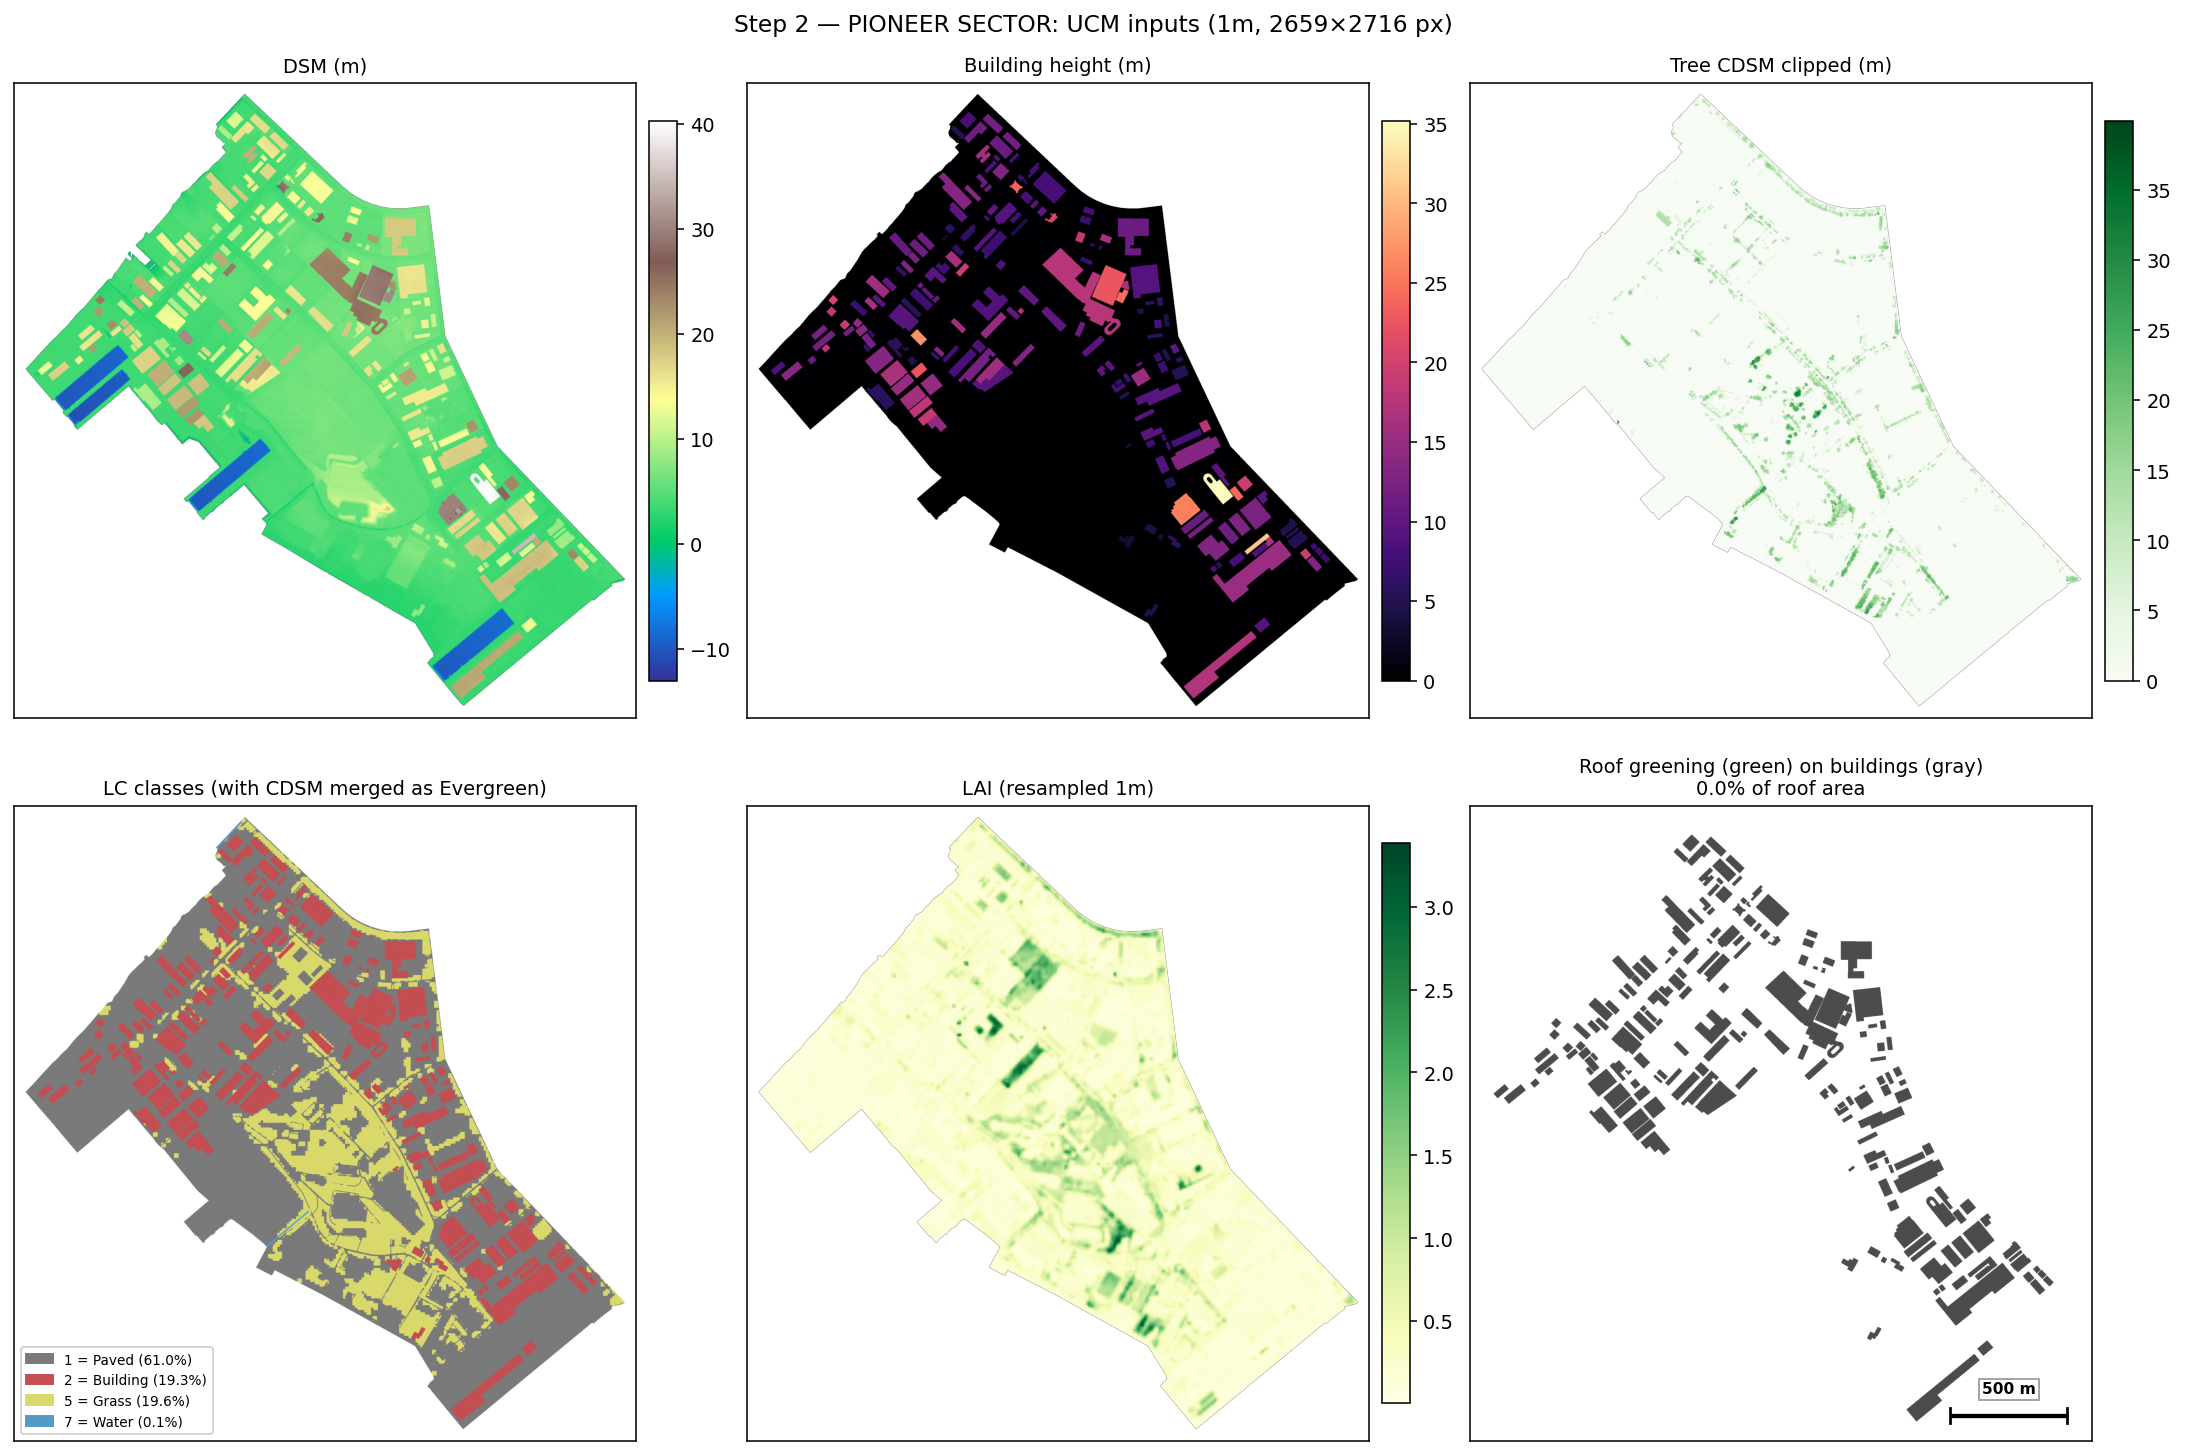 Step 2 — PIONEER SECTOR: UCM inputs (1m, 2659×2716 px)
DSM (m)
40
30
20
10
0
−10
Building height (m)
35
30
25
20
15
10
5
0
Tree CDSM clipped (m)
35
30
25
20
15
10
5
0
LC classes (with CDSM merged as Evergreen)
1 = Paved (61.0%)
2 = Building (19.3%)
5 = Grass (19.6%)
7 = Water (0.1%)
LAI (resampled 1m)
3.0
2.5
2.0
1.5
1.0
0.5
Roof greening (green) on buildings (gray)
0.0% of roof area
500 m